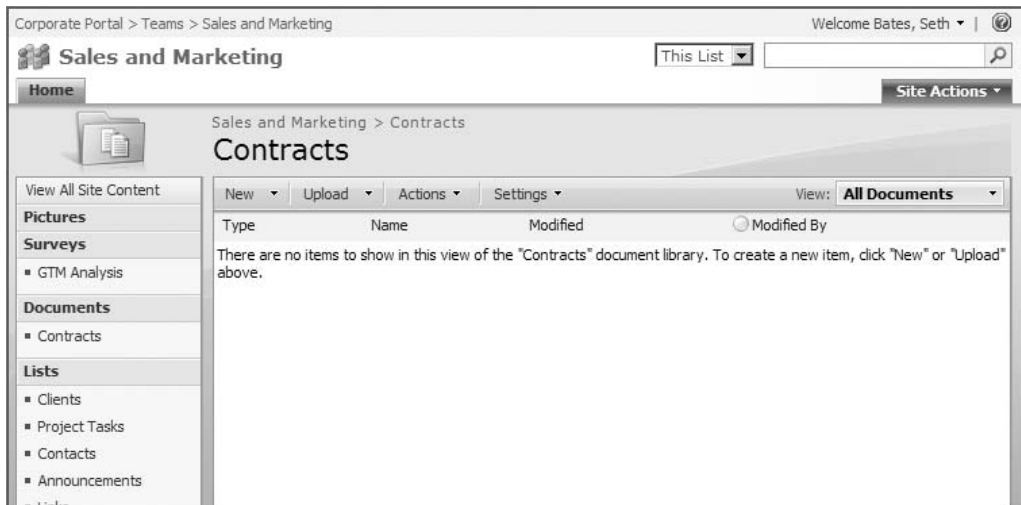 Corporate Portal > Teams > Sales and Marketing
Welcome Bates, Seth
Sales and Marketing
This List
Home
Site Actions
Sales and Marketing > Contracts
Contracts
View All Site Content
New Upload Actions Settings View: All Documents
Pictures
Type Name Modified Modified By
Surveys
There are no items to show in this view of the "Contracts" document library. To create a new item, click "New" or "Upload"
above.
GTM Analysis
Documents
Contracts
Lists
Clients
Project Tasks
Contacts
Announcements